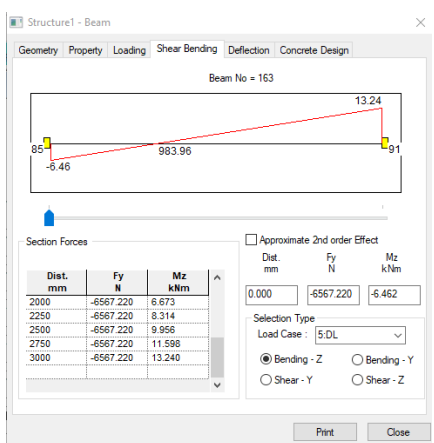 Structure1 - Beam
Geometry Property Loading Shear Bending Deflection Concrete Design
Beam No = 163
13.24
85 983.96 91
-6.46
Section Forces
Dist. Fy Mz
mm N kNm
2000 -6567.220 6.673
2250 -6567.220 8.314
2500 -6567.220 9.956
2750 -6567.220 11.598
3000 -6567.220 13.240
Approximate 2nd order Effect
Dist. Fy Mz
mm N kNm
0.000 -6567.220 -6.462
Selection Type
Load Case : 5:DL
Bending - Z Bending - Y
Shear - Y Shear - Z
Print Close